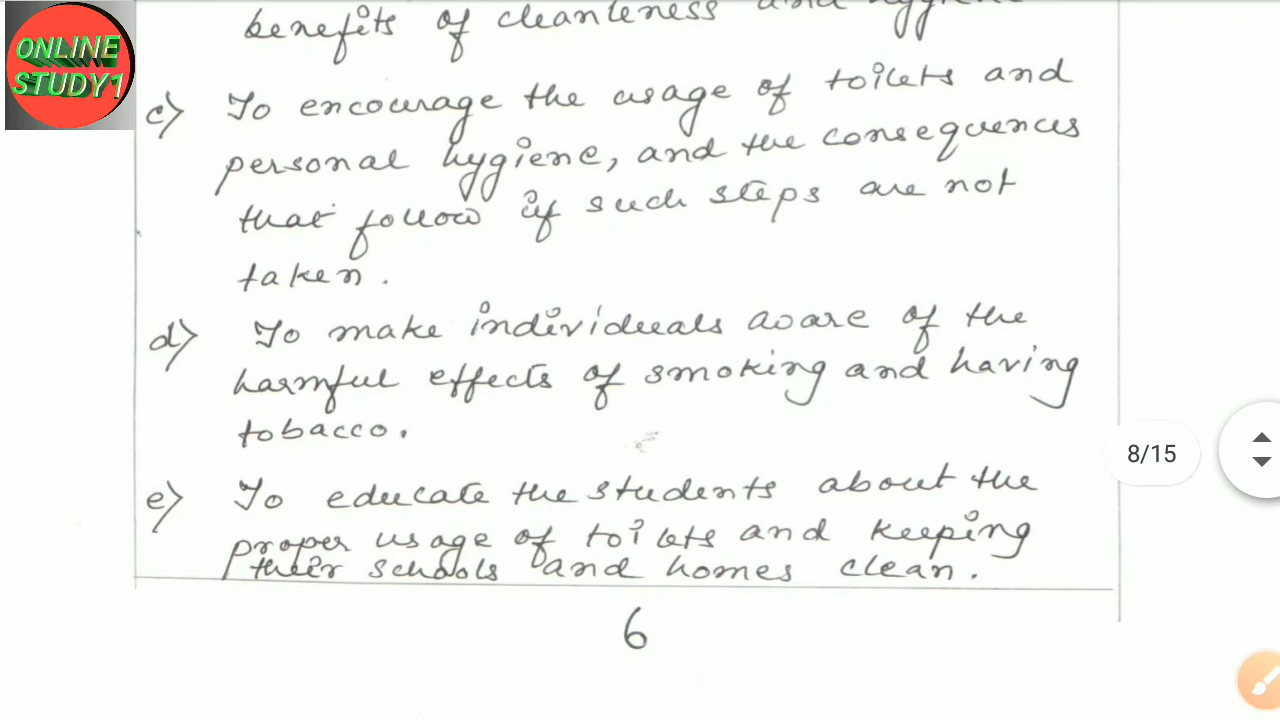 benefits of cleanleness and hygiene
ONLINE
STUDY1
c) To encourage the usage of toilets and
personal hygiene, and the consequences
that follow if such steps are not
taken.
d) To make individuals aware of the
harmful effects of smoking and having
tobacco.
8/15
e) To educate the students about the
proper usage of toilets and keeping
their schools and homes clean.
6